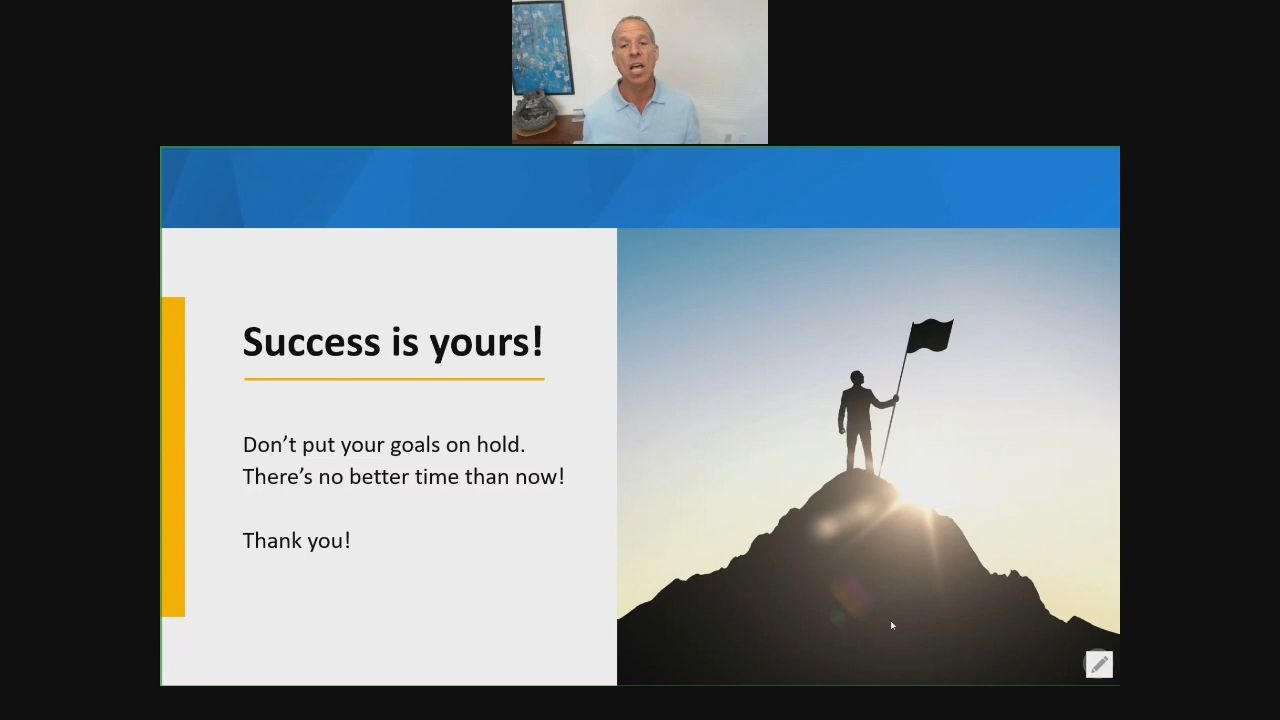 Success is yours!
Don’t put your goals on hold.
There’s no better time than now!
Thank you!